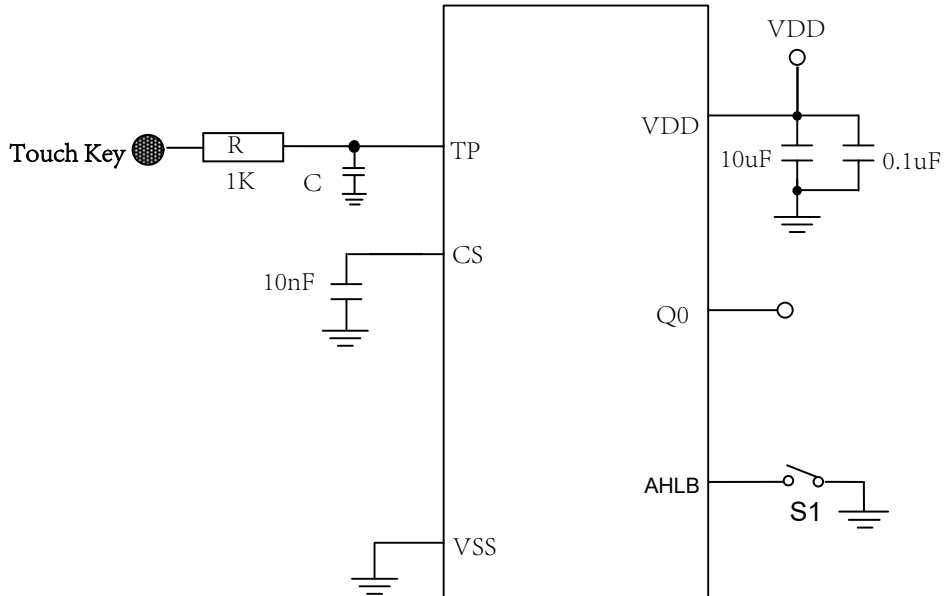 VDD
VDD
10uF
0.1uF
Touch Key
R
1K
C
TP
CS
10nF
Q0
AHLB
S1
VSS